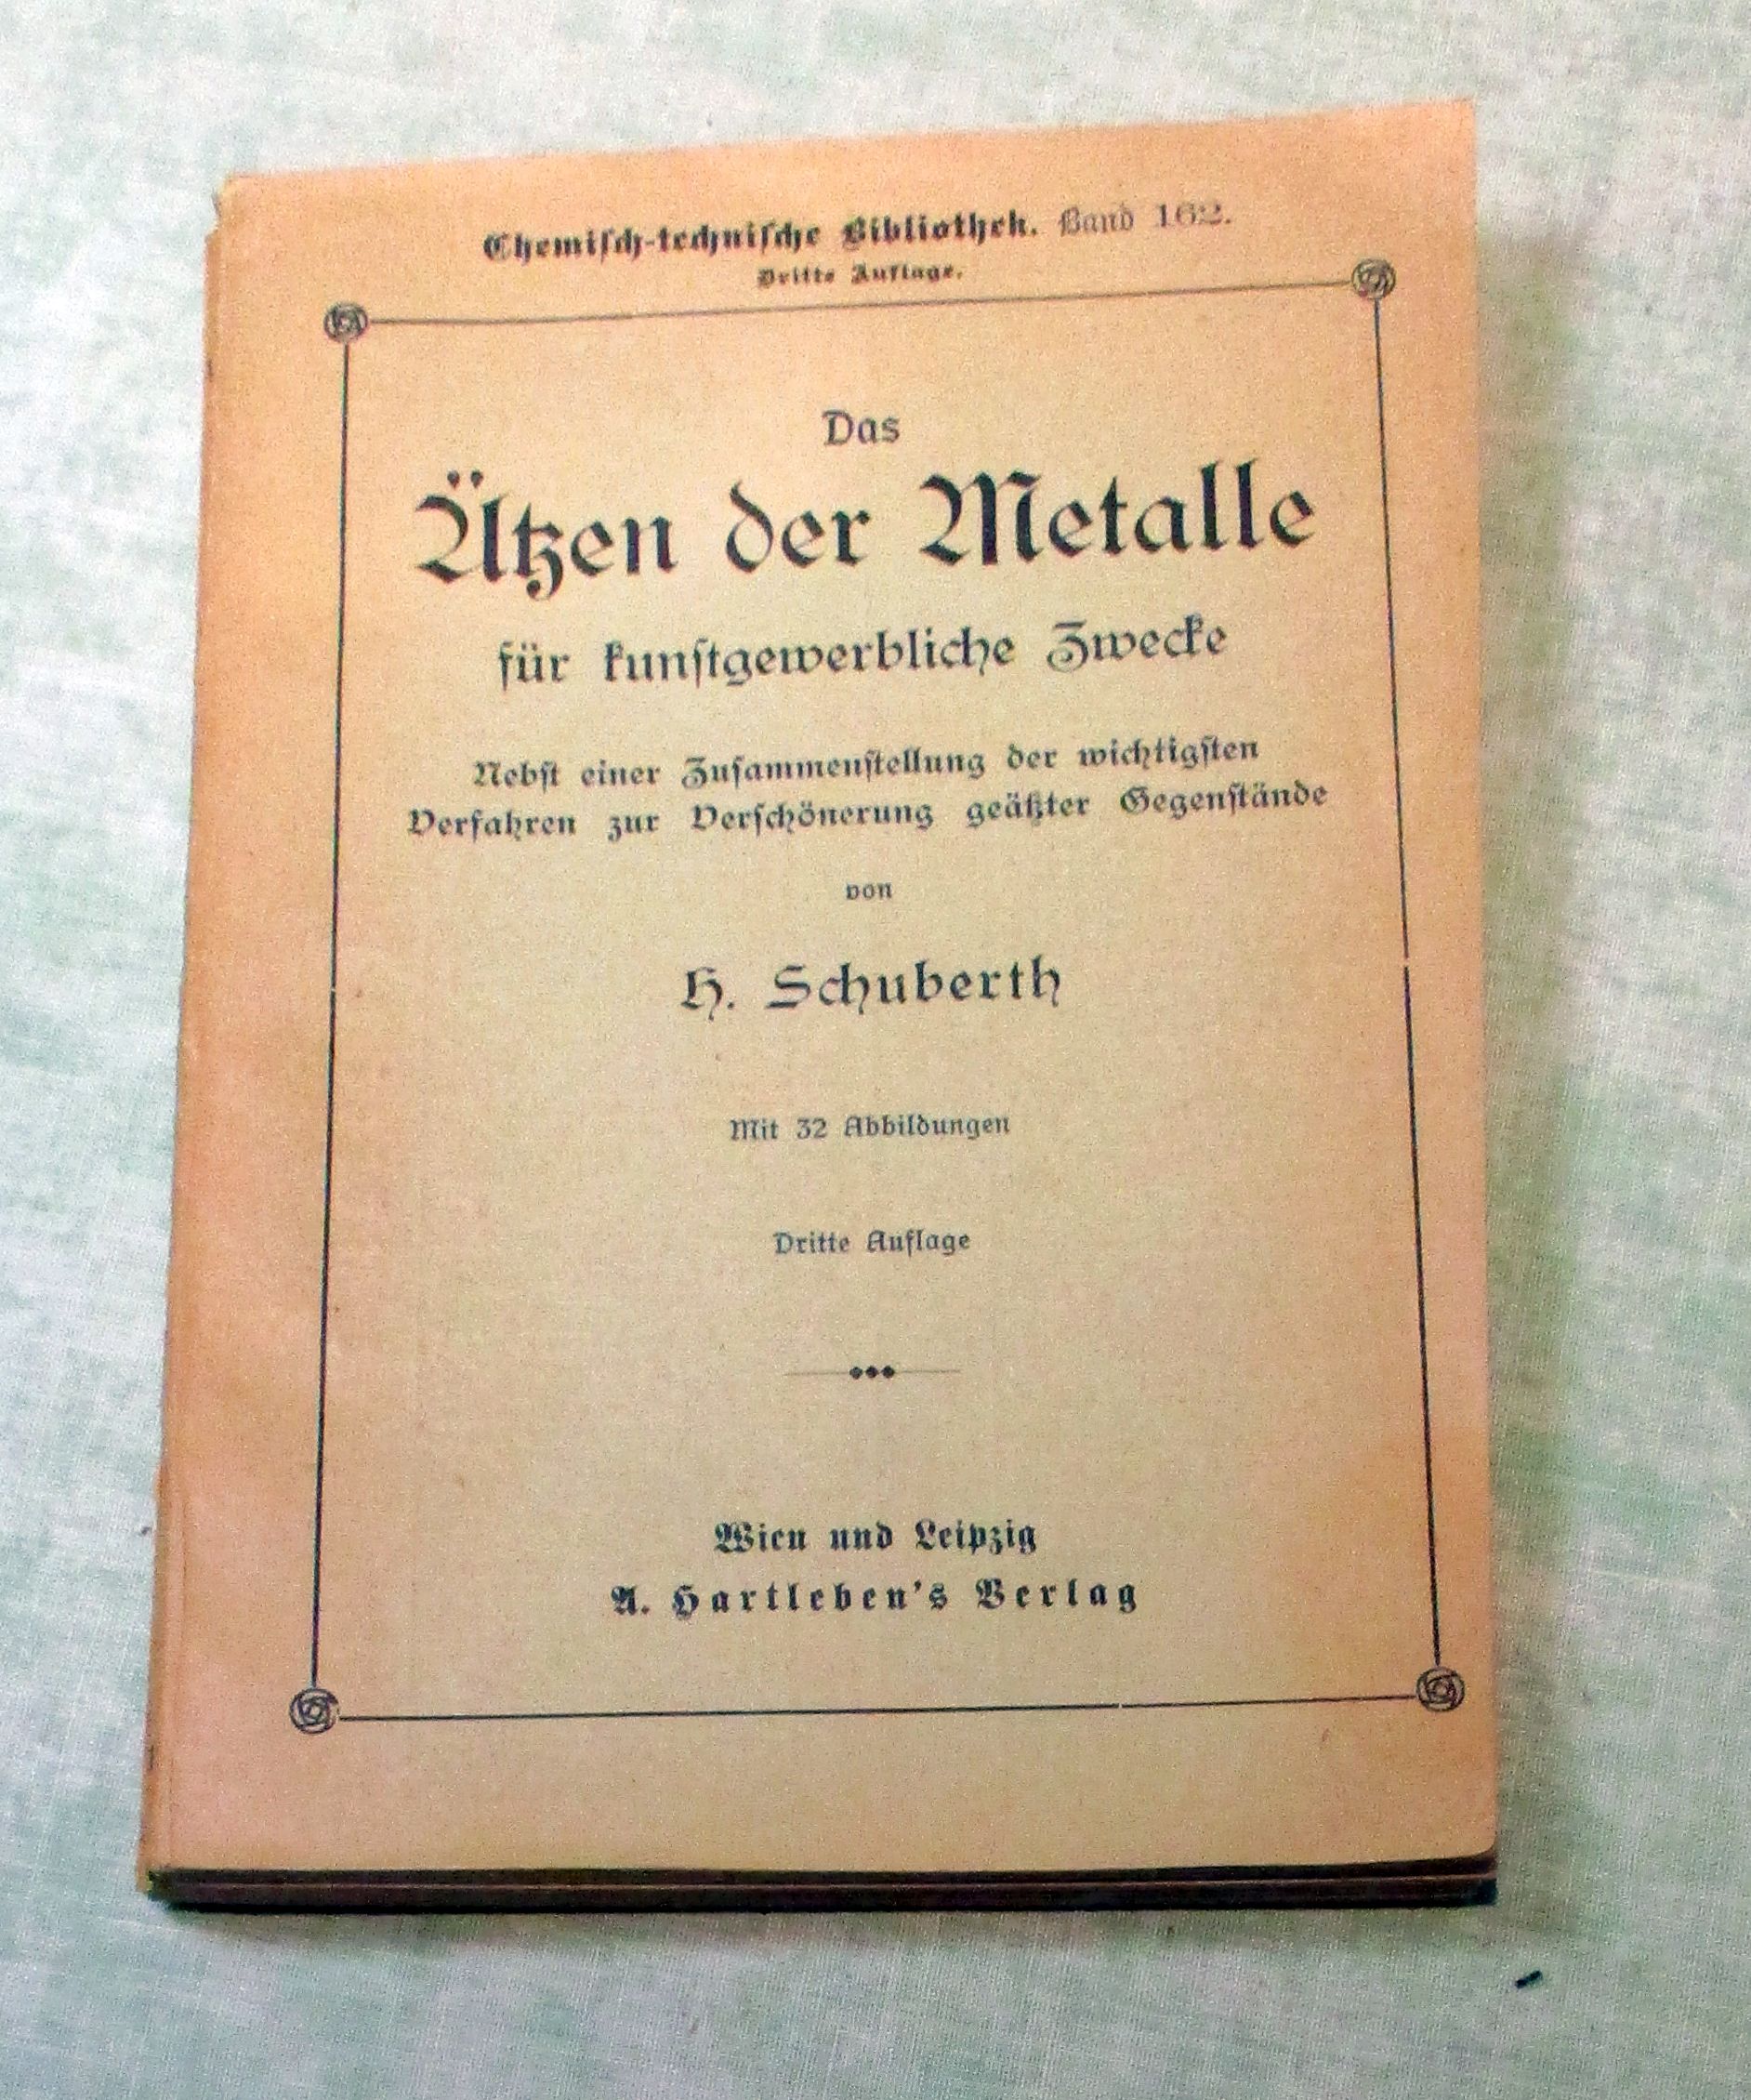 Chemiſch-techniſche Bibliothek. Band 162.
Dritte Auflage.
Das
Ätzen der Metalle
für kunſtgewerbliche Zwecke
Nebſt einer Zuſammenſtellung der wichtigſten
Verfahren zur Verſchönerung geätzter Gegenſtände
von
H. Schuberth
Mit 32 Abbildungen
Dritte Auflage
Wien und Leipzig
A. Hartleben's Verlag